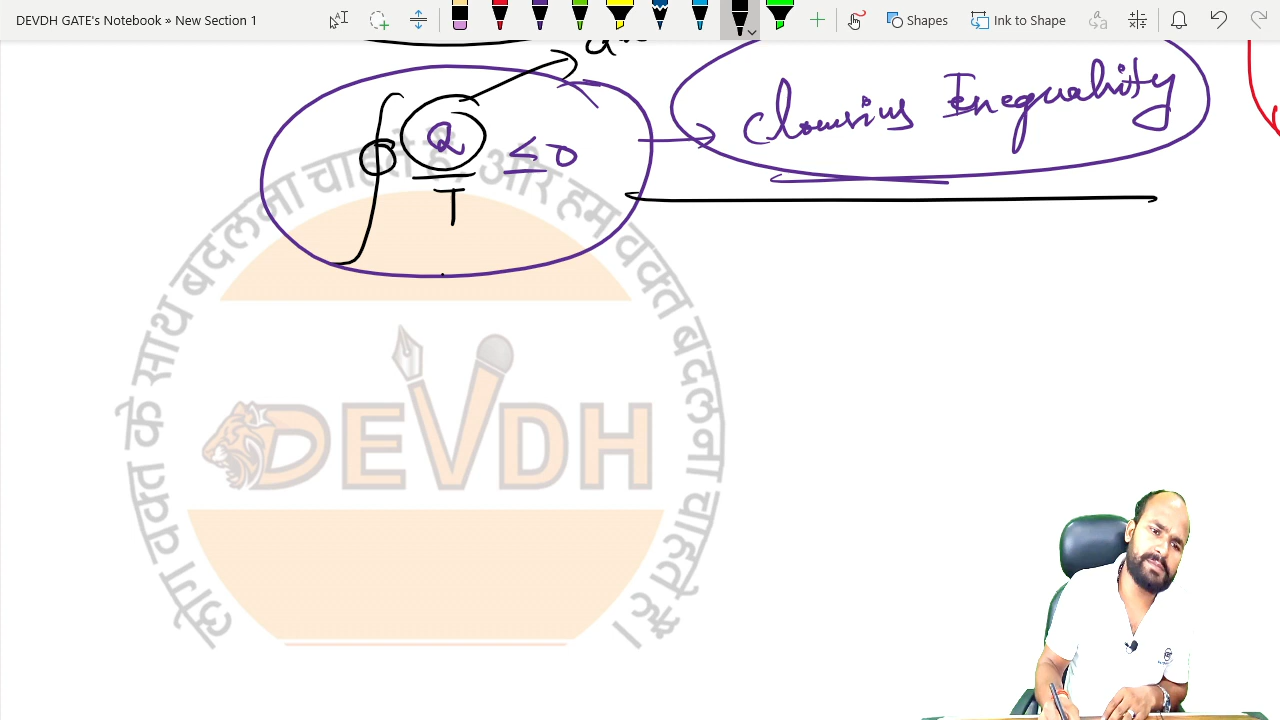 DEVDH GATE's Notebook » New Section 1
Shapes
Ink to Shape
∮ Q/T ≤ 0
Clausius Inequality
लोग वक्त के साथ बदलना चाहते हैं, और हम वक्त बदलना चाहते हैं।
DEVDH